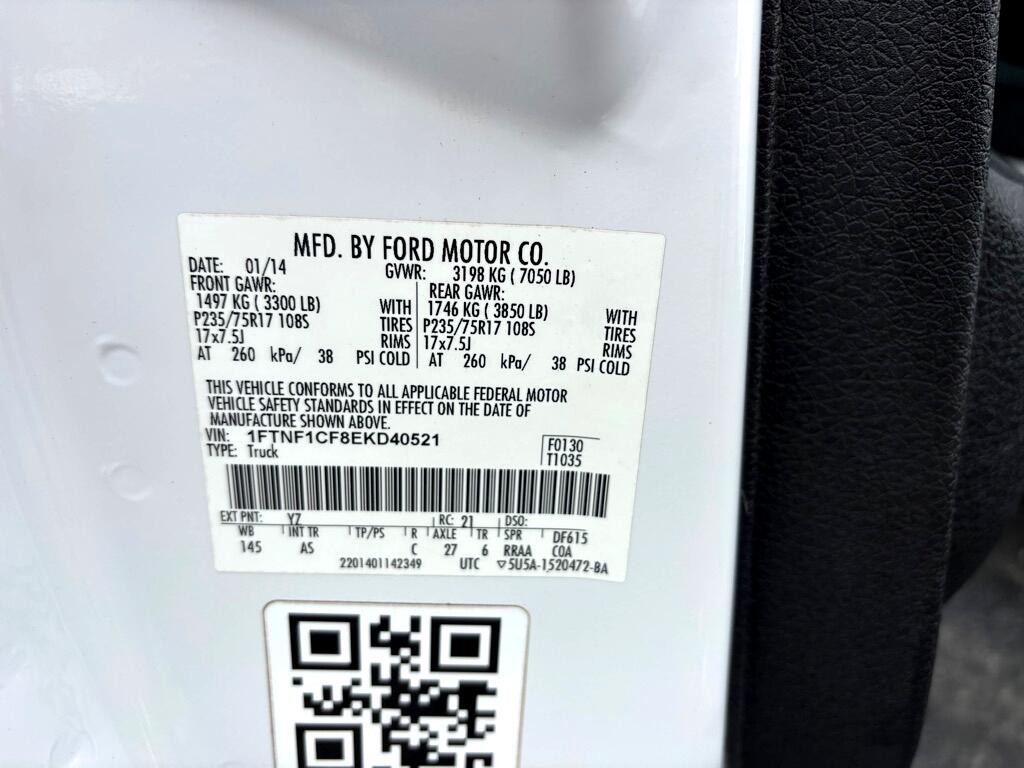 MFD. BY FORD MOTOR CO.
DATE: 01/14 GVWR: 3198 KG ( 7050 LB)
FRONT GAWR: REAR GAWR:
1497 KG ( 3300 LB) WITH 1746 KG ( 3850 LB) WITH
P235/75R17 108S TIRES P235/75R17 108S TIRES
17x7.5J RIMS 17x7.5J RIMS
AT 260 kPa/ 38 PSI COLD AT 260 kPa/ 38 PSI COLD
THIS VEHICLE CONFORMS TO ALL APPLICABLE FEDERAL MOTOR
VEHICLE SAFETY STANDARDS IN EFFECT ON THE DATE OF
MANUFACTURE SHOWN ABOVE.
VIN: 1FTNF1CF8EKD40521 F0130
TYPE: Truck T1035
EXT PNT: YZ RC: 21 DSO:
WB INT TR TP/PS R AXLE TR SPR DF615
145 AS C 27 6 RRAA COA
2201401142349 UTC ▽5U5A-1520472-BA